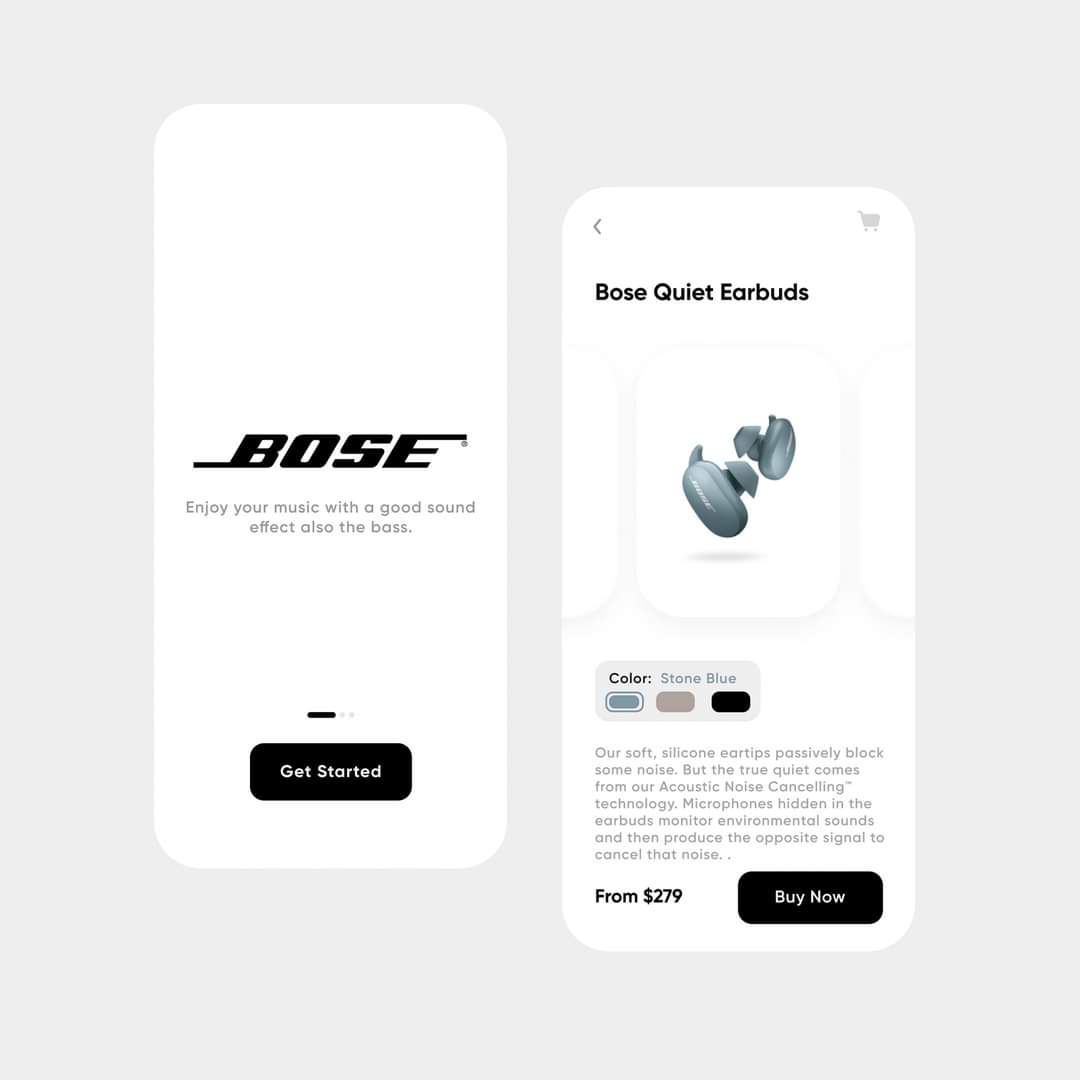 BOSE®
Enjoy your music with a good sound
effect also the bass.
Get Started
Bose Quiet Earbuds
BOSE
Color: Stone Blue
Our soft, silicone eartips passively block
some noise. But the true quiet comes
from our Acoustic Noise Cancelling™
technology. Microphones hidden in the
earbuds monitor environmental sounds
and then produce the opposite signal to
cancel that noise. .
From $279
Buy Now